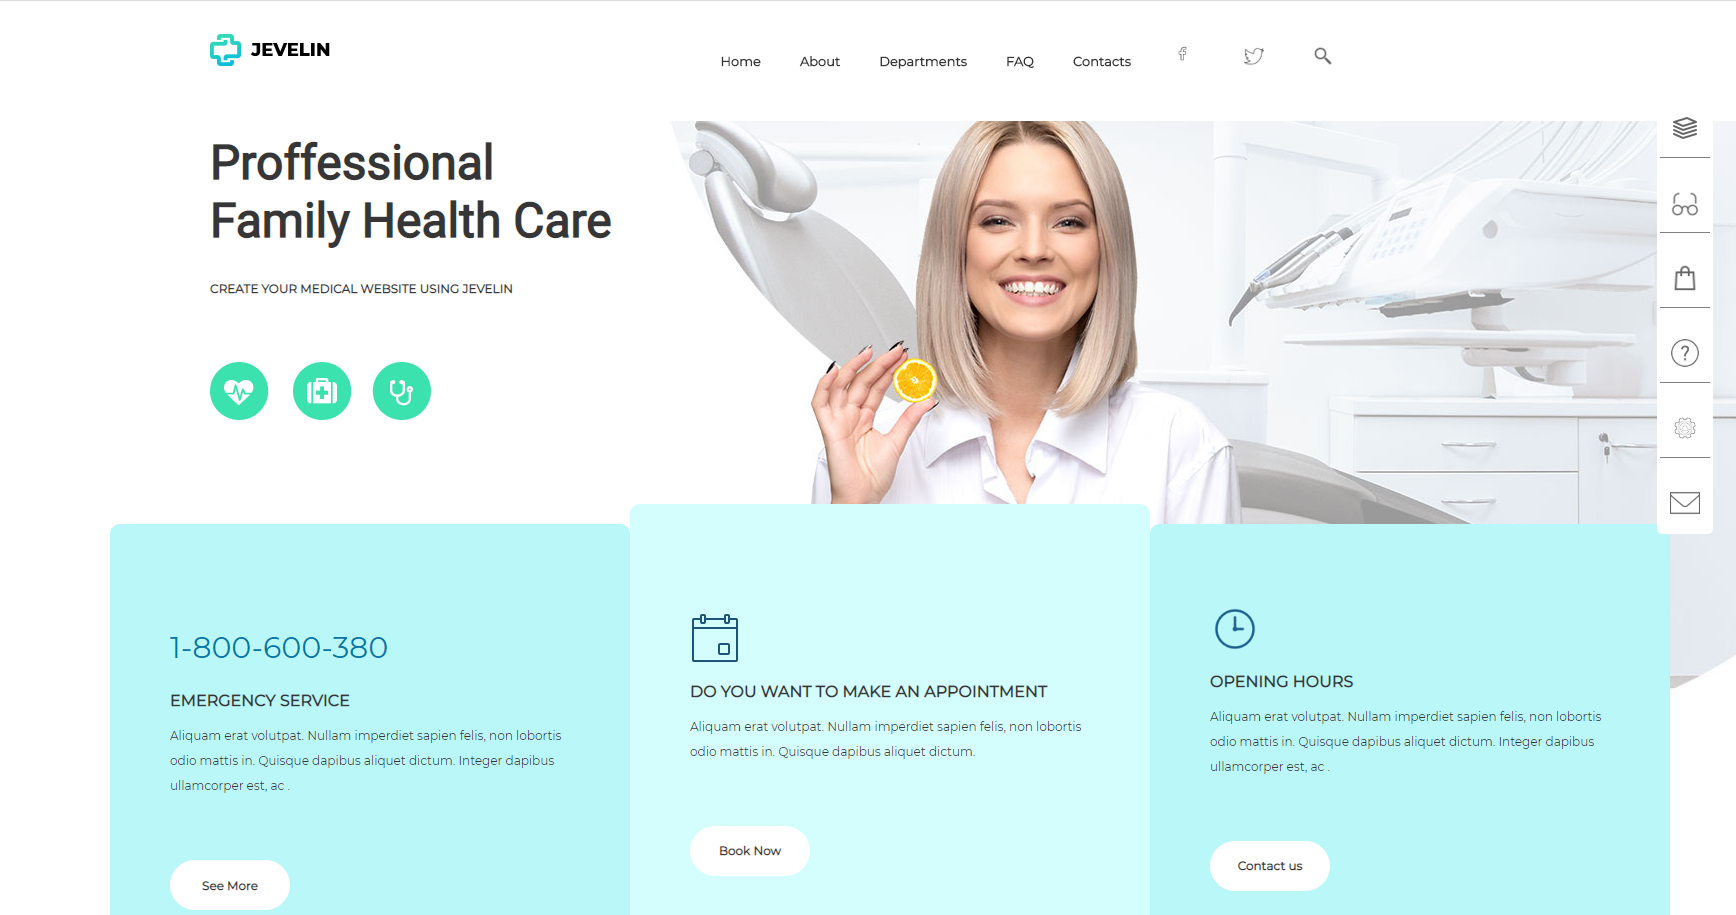 JEVELIN
Home
About
Departments
FAQ
Contacts
Proffessional
Family Health Care
CREATE YOUR MEDICAL WEBSITE USING JEVELIN
1-800-600-380
EMERGENCY SERVICE
Aliquam erat volutpat. Nullam imperdiet sapien felis, non lobortis
odio mattis in. Quisque dapibus aliquet dictum. Integer dapibus
ullamcorper est, ac .
See More
DO YOU WANT TO MAKE AN APPOINTMENT
Aliquam erat volutpat. Nullam imperdiet sapien felis, non lobortis
odio mattis in. Quisque dapibus aliquet dictum.
Book Now
OPENING HOURS
Aliquam erat volutpat. Nullam imperdiet sapien felis, non lobortis
odio mattis in. Quisque dapibus aliquet dictum. Integer dapibus
ullamcorper est, ac .
Contact us